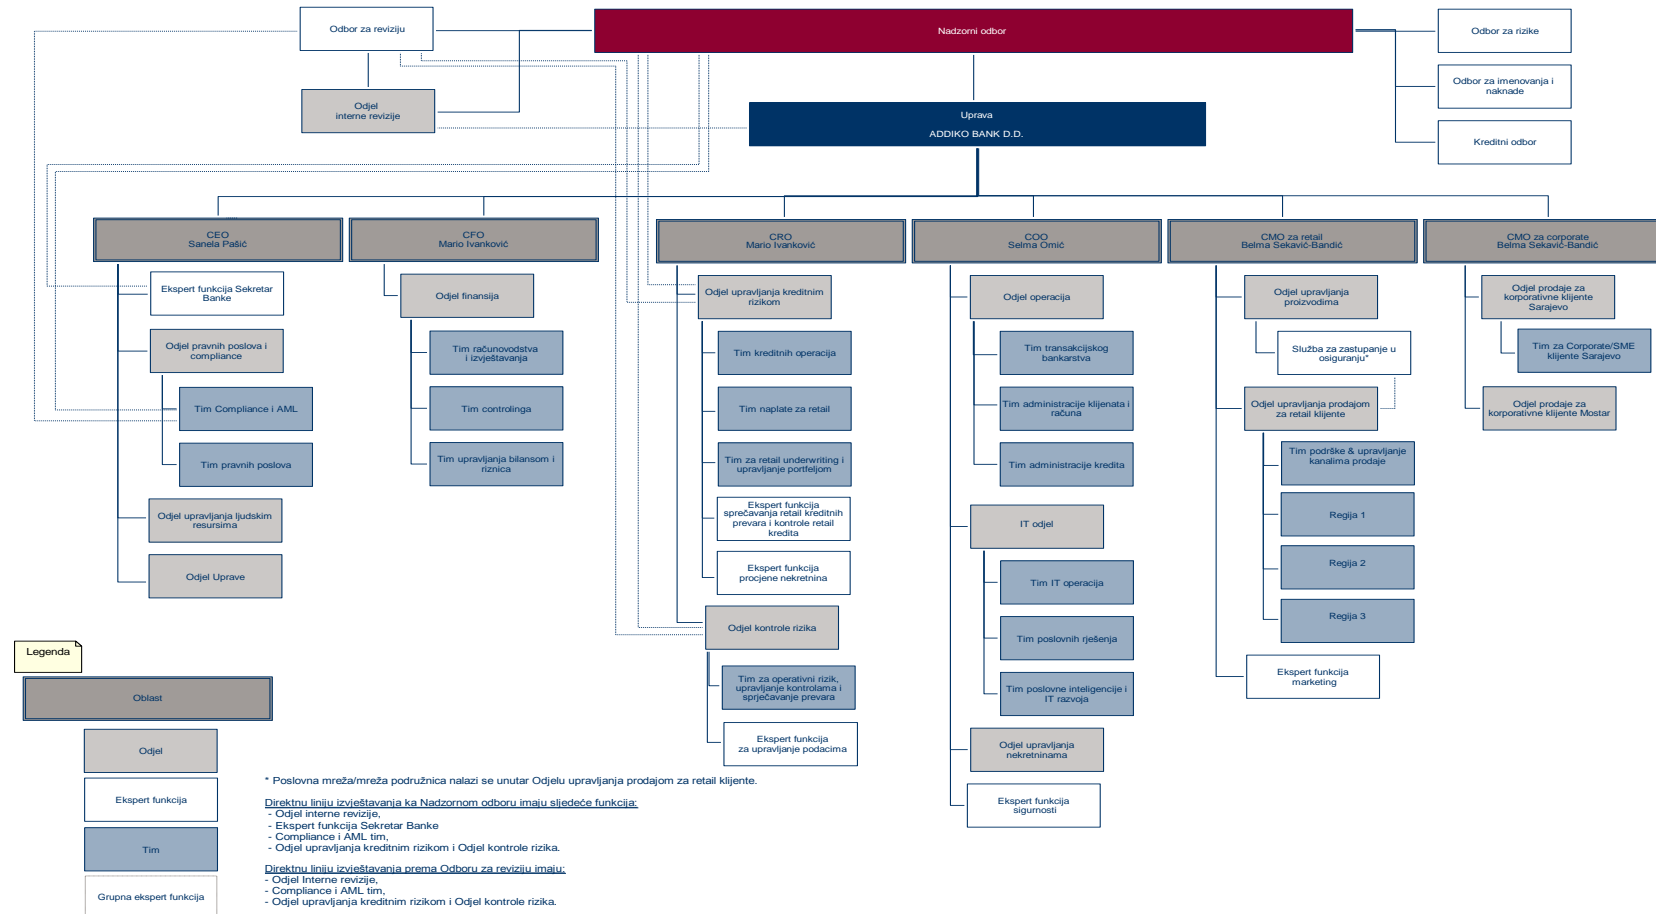 Odbor za reviziju
Nadzorni odbor
Odbor za rizike
Odbor za imenovanja i
naknade
Odjel
interne revizije
Uprava
ADDIKO BANK D.D.
Kreditni odbor
CEO
Sanela Pašić
CFO
Mario Ivanković
CRO
Mario Ivanković
COO
Selma Omić
CMO za retail
Belma Sekavić-Bandić
CMO za corporate
Belma Sekavić-Bandić
Ekspert funkcija Sekretar
Banke
Odjel pravnih poslova i
compliance
Tim Compliance i AML
Tim pravnih poslova
Odjel upravljanja ljudskim
resursima
Odjel Uprave
Odjel finansija
Tim računovodstva
i izvještavanja
Tim controlinga
Tim upravljanja bilansom i
riznica
Odjel upravljanja kreditnim
rizikom
Tim kreditnih operacija
Tim naplate za retail
Tim za retail underwriting i
upravljanje portfeljom
Ekspert funkcija
sprečavanja retail kreditnih
prevara i kontrole retail
kredita
Ekspert funkcija
procjene nekretnina
Odjel kontrole rizika
Tim za operativni rizik,
upravljanje kontrolama i
sprječavanje prevara
Ekspert funkcija
za upravljanje podacima
Odjel operacija
Tim transakcijskog
bankarstva
Tim administracije klijenata i
računa
Tim administracije kredita
IT odjel
Tim IT operacija
Tim poslovnih rješenja
Tim poslovne inteligencije i
IT razvoja
Odjel upravljanja
nekretninama
Ekspert funkcija
sigurnosti
Odjel upravljanja
proizvodima
Služba za zastupanje u
osiguranju*
Odjel upravljanja prodajom
za retail klijente
Tim podrške & upravljanje
kanalima prodaje
Regija 1
Regija 2
Regija 3
Ekspert funkcija
marketing
Odjel prodaje za
korporativne klijente
Sarajevo
Tim za Corporate/SME
klijente Sarajevo
Odjel prodaje za
korporativne klijente Mostar
Legenda
Oblast
Odjel
Ekspert funkcija
Tim
Grupna ekspert funkcija
* Poslovna mreža/mreža podružnica nalazi se unutar Odjelu upravljanja prodajom za retail klijente.
Direktnu liniju izvještavanja ka Nadzornom odboru imaju sljedeće funkcija:
- Odjel interne revizije,
- Ekspert funkcija Sekretar Banke
- Compliance i AML tim,
- Odjel upravljanja kreditnim rizikom i Odjel kontrole rizika.
Direktnu liniju izvještavanja prema Odboru za reviziju imaju:
- Odjel Interne revizije,
- Compliance i AML tim,
- Odjel upravljanja kreditnim rizikom i Odjel kontrole rizika.